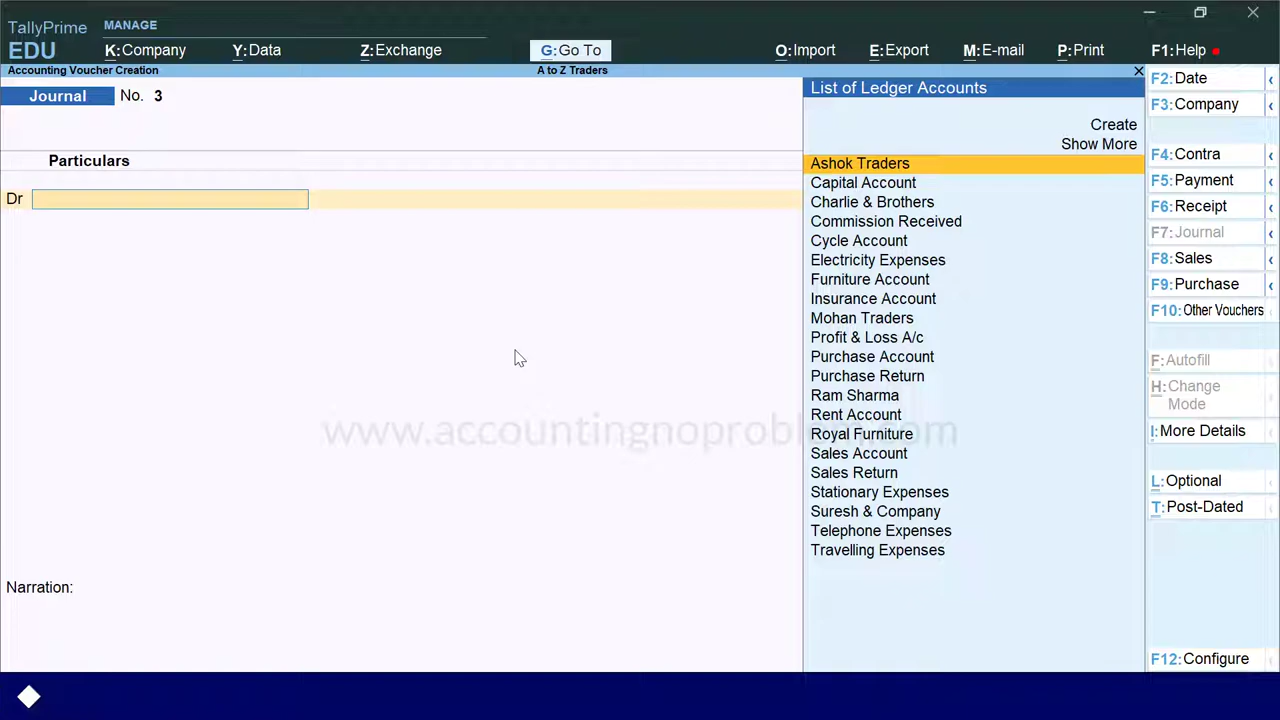 TallyPrime
MANAGE
EDU
K:Company
Y:Data
Z:Exchange
G:Go To
O:Import
E:Export
M:E-mail
P:Print
F1:Help
Accounting Voucher Creation
A to Z Traders
Journal
No. 3
Particulars
Dr
Narration:
List of Ledger Accounts
Create
Show More
Ashok Traders
Capital Account
Charlie & Brothers
Commission Received
Cycle Account
Electricity Expenses
Furniture Account
Insurance Account
Mohan Traders
Profit & Loss A/c
Purchase Account
Purchase Return
Ram Sharma
Rent Account
Royal Furniture
Sales Account
Sales Return
Stationary Expenses
Suresh & Company
Telephone Expenses
Travelling Expenses
F2:Date
F3:Company
F4:Contra
F5:Payment
F6:Receipt
F7:Journal
F8:Sales
F9:Purchase
F10:Other Vouchers
F:Autofill
H:Change
Mode
I:More Details
L:Optional
T:Post-Dated
F12:Configure
www.accountingnoproblem.com